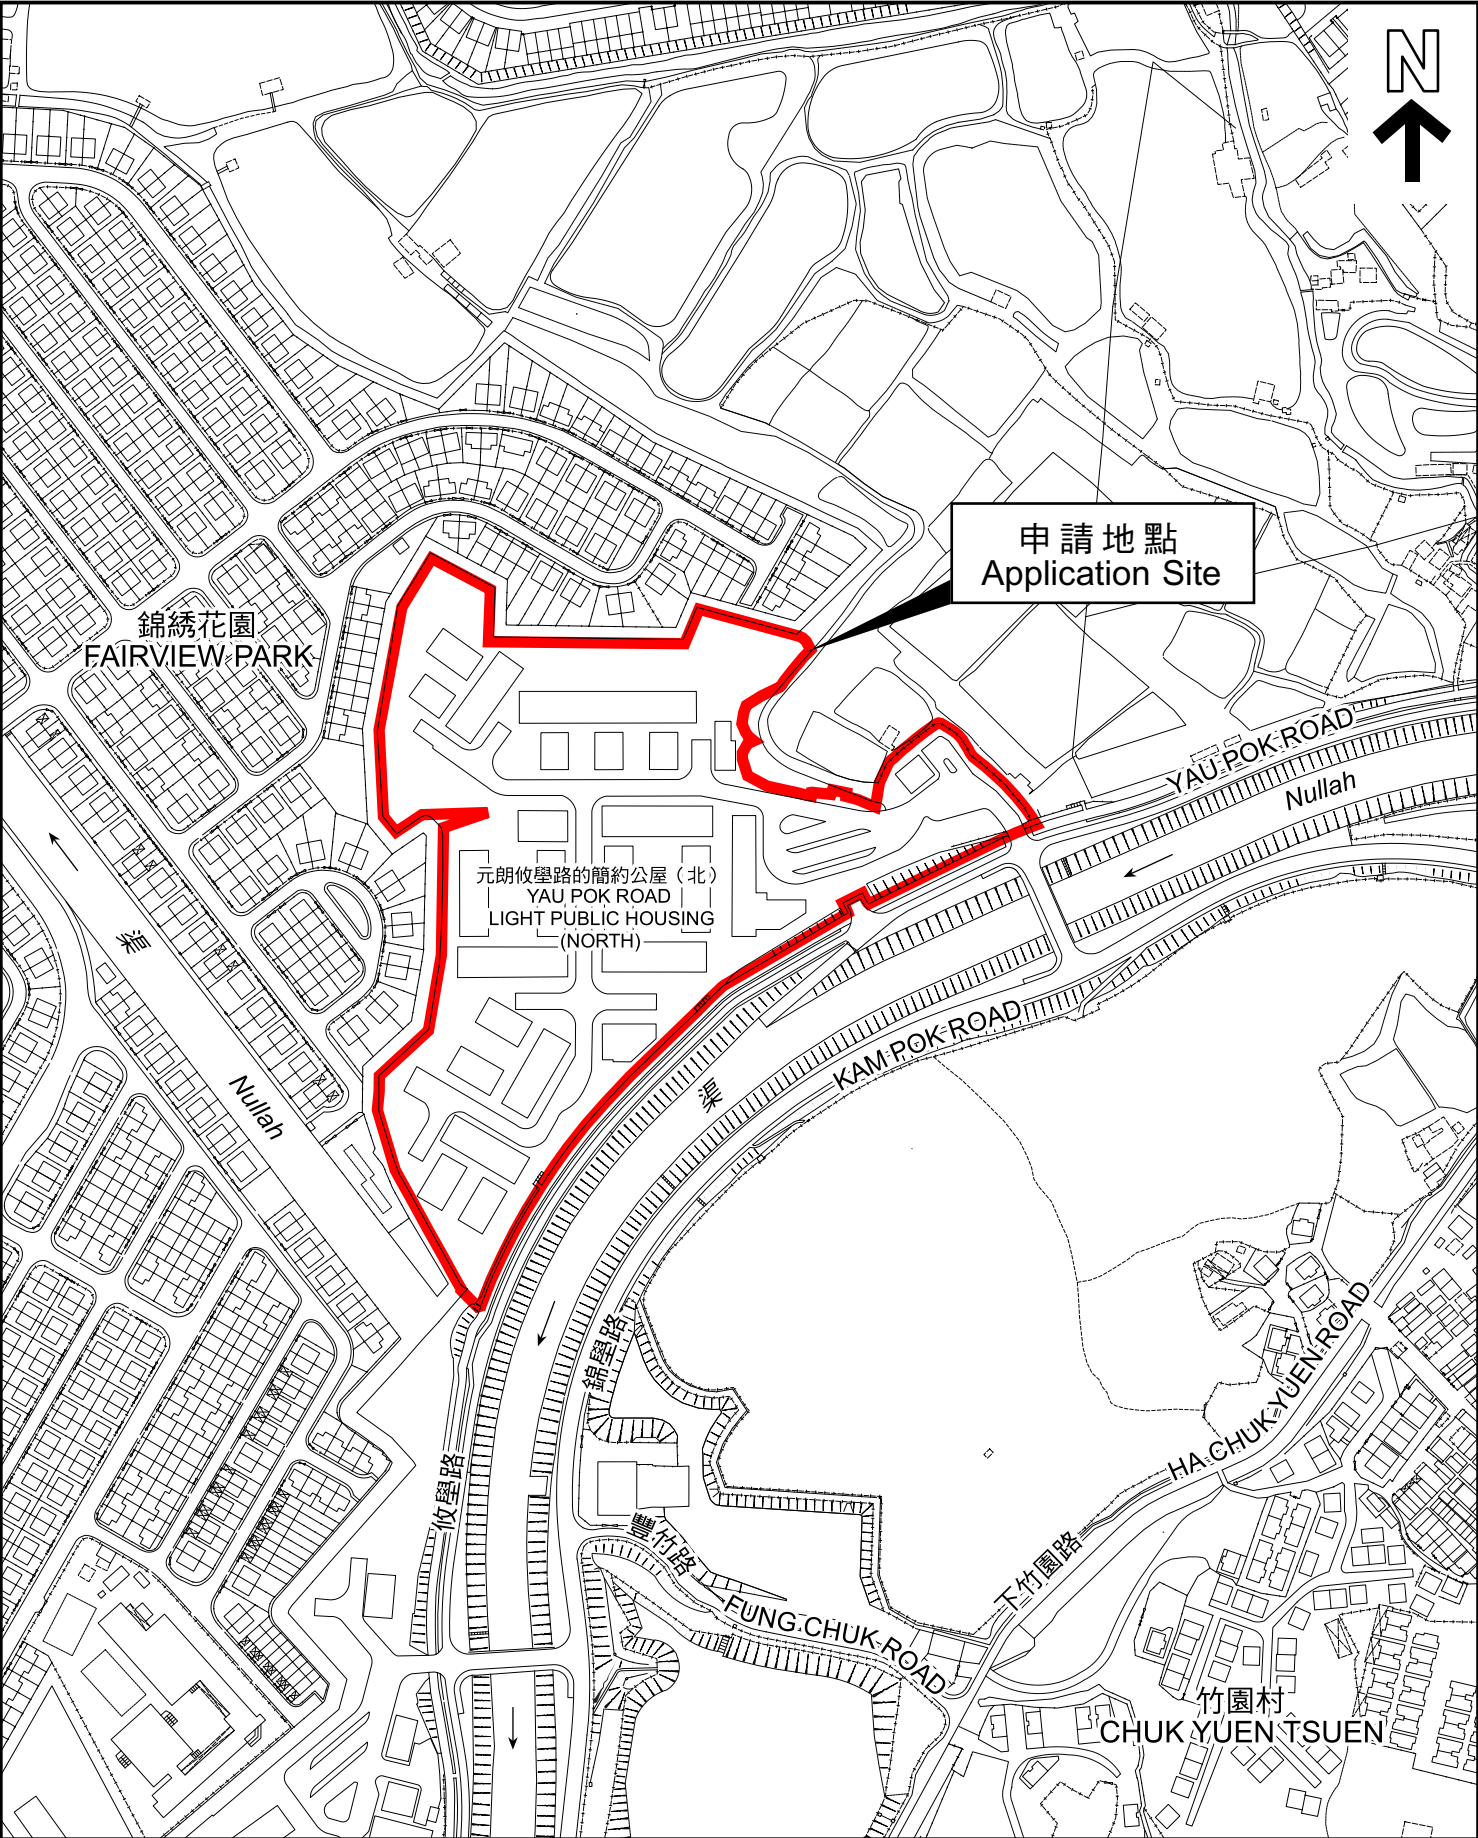 N
申請地點
Application Site
錦綉花園
FAIRVIEW PARK
YAU POK ROAD
Nullah
元朗攸壆路的簡約公屋（北）
YAU POK ROAD
LIGHT PUBLIC HOUSING
(NORTH)
渠
Nullah
KAM POK ROAD
渠
錦壆路
HA CHUK YUEN ROAD
攸壆路
豐竹路
下竹園路
FUNG CHUK ROAD
竹園村
CHUK YUEN TSUEN